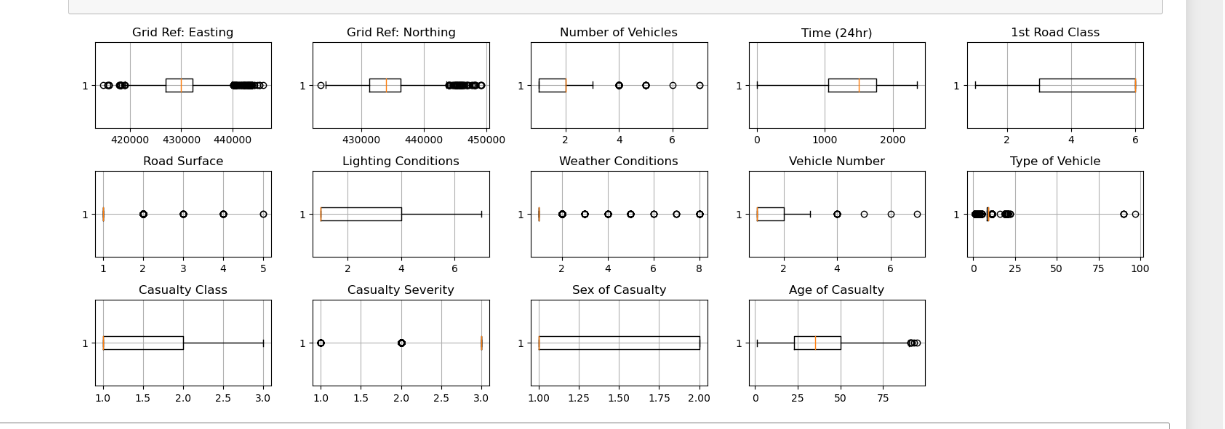 Grid Ref: Easting Grid Ref: Northing Number of Vehicles Time (24hr) 1st Road Class
1 1 1 1 1
420000 430000 440000 430000 440000 450000 2 4 6 0 1000 2000 2 4 6
Road Surface Lighting Conditions Weather Conditions Vehicle Number Type of Vehicle
1 1 1 1 1
1 2 3 4 5 2 4 6 2 4 6 8 2 4 6 0 25 50 75 100
Casualty Class Casualty Severity Sex of Casualty Age of Casualty
1 1 1 1
1.0 1.5 2.0 2.5 3.0 1.0 1.5 2.0 2.5 3.0 1.00 1.25 1.50 1.75 2.00 0 25 50 75